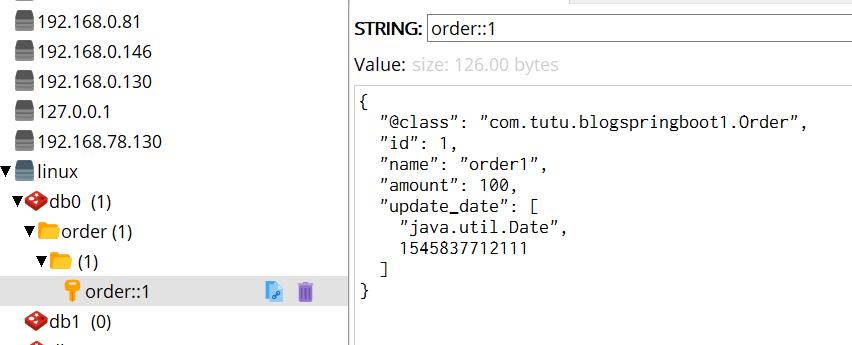 192.168.0.81
192.168.0.146
192.168.0.130
127.0.0.1
192.168.78.130
linux
db0 (1)
order (1)
(1)
order::1
db1 (0)
STRING: order::1
Value: size: 126.00 bytes
{
"@class": "com.tutu.blogspringboot1.Order",
"id": 1,
"name": "order1",
"amount": 100,
"update_date": [
"java.util.Date",
1545837712111
]
}